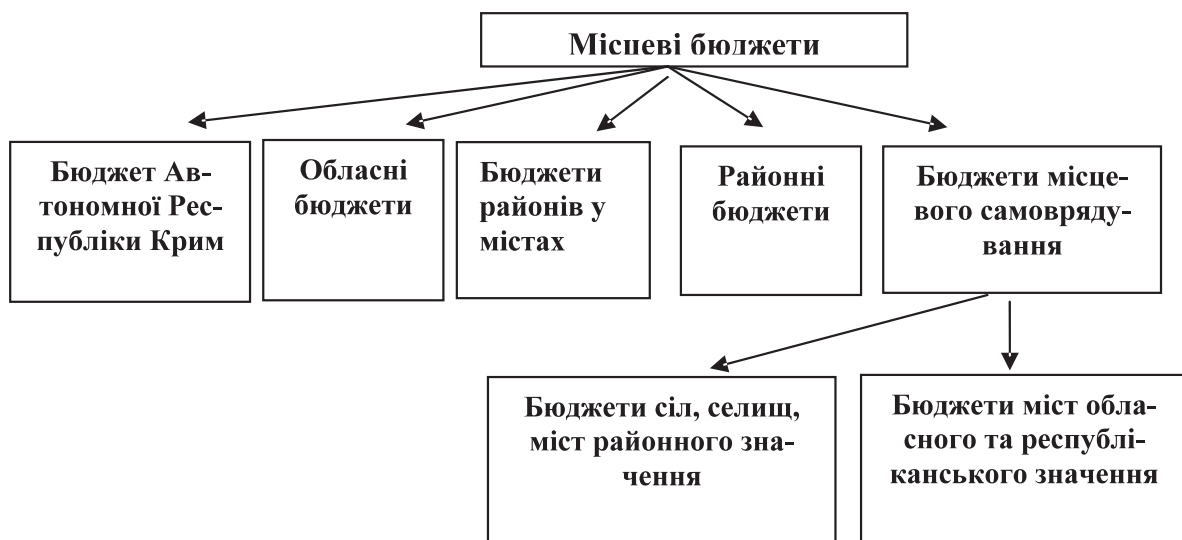 Місцеві бюджети
Бюджет Ав-
тономної Рес-
публіки Крим
Обласні
бюджети
Бюджети
районів у
містах
Районні
бюджети
Бюджети місце-
вого самовряду-
вання
Бюджети сіл, селищ,
міст районного зна-
чення
Бюджети міст обла-
сного та республі-
канського значення